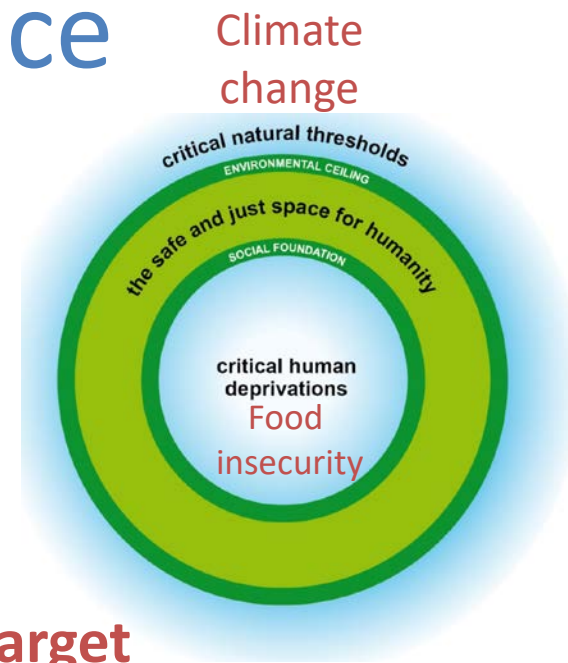 ce
Climate
change
critical natural thresholds
ENVIRONMENTAL CEILING
the safe and just space for humanity
SOCIAL FOUNDATION
critical human
deprivations
Food
insecurity
arget